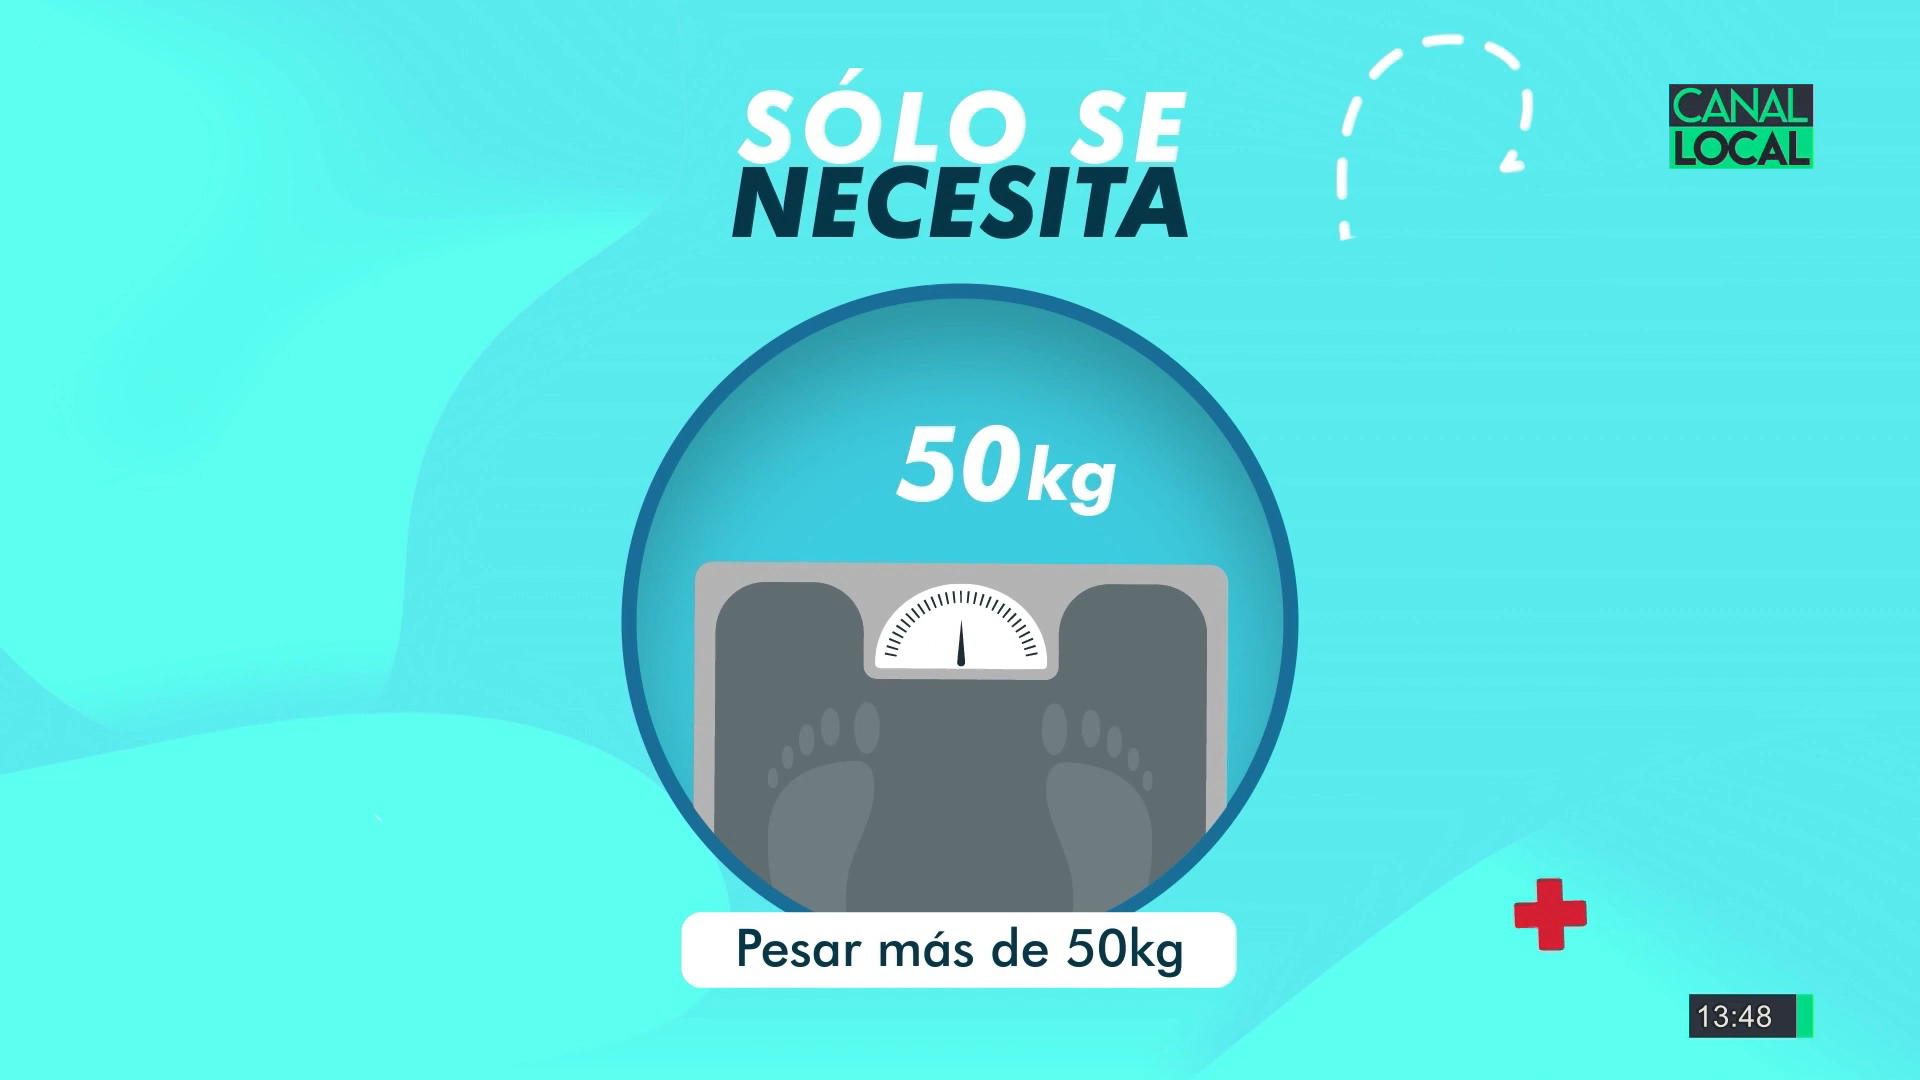 SÓLO SE
NECESITA
CANAL
LOCAL
50kg
Pesar más de 50kg
13:48